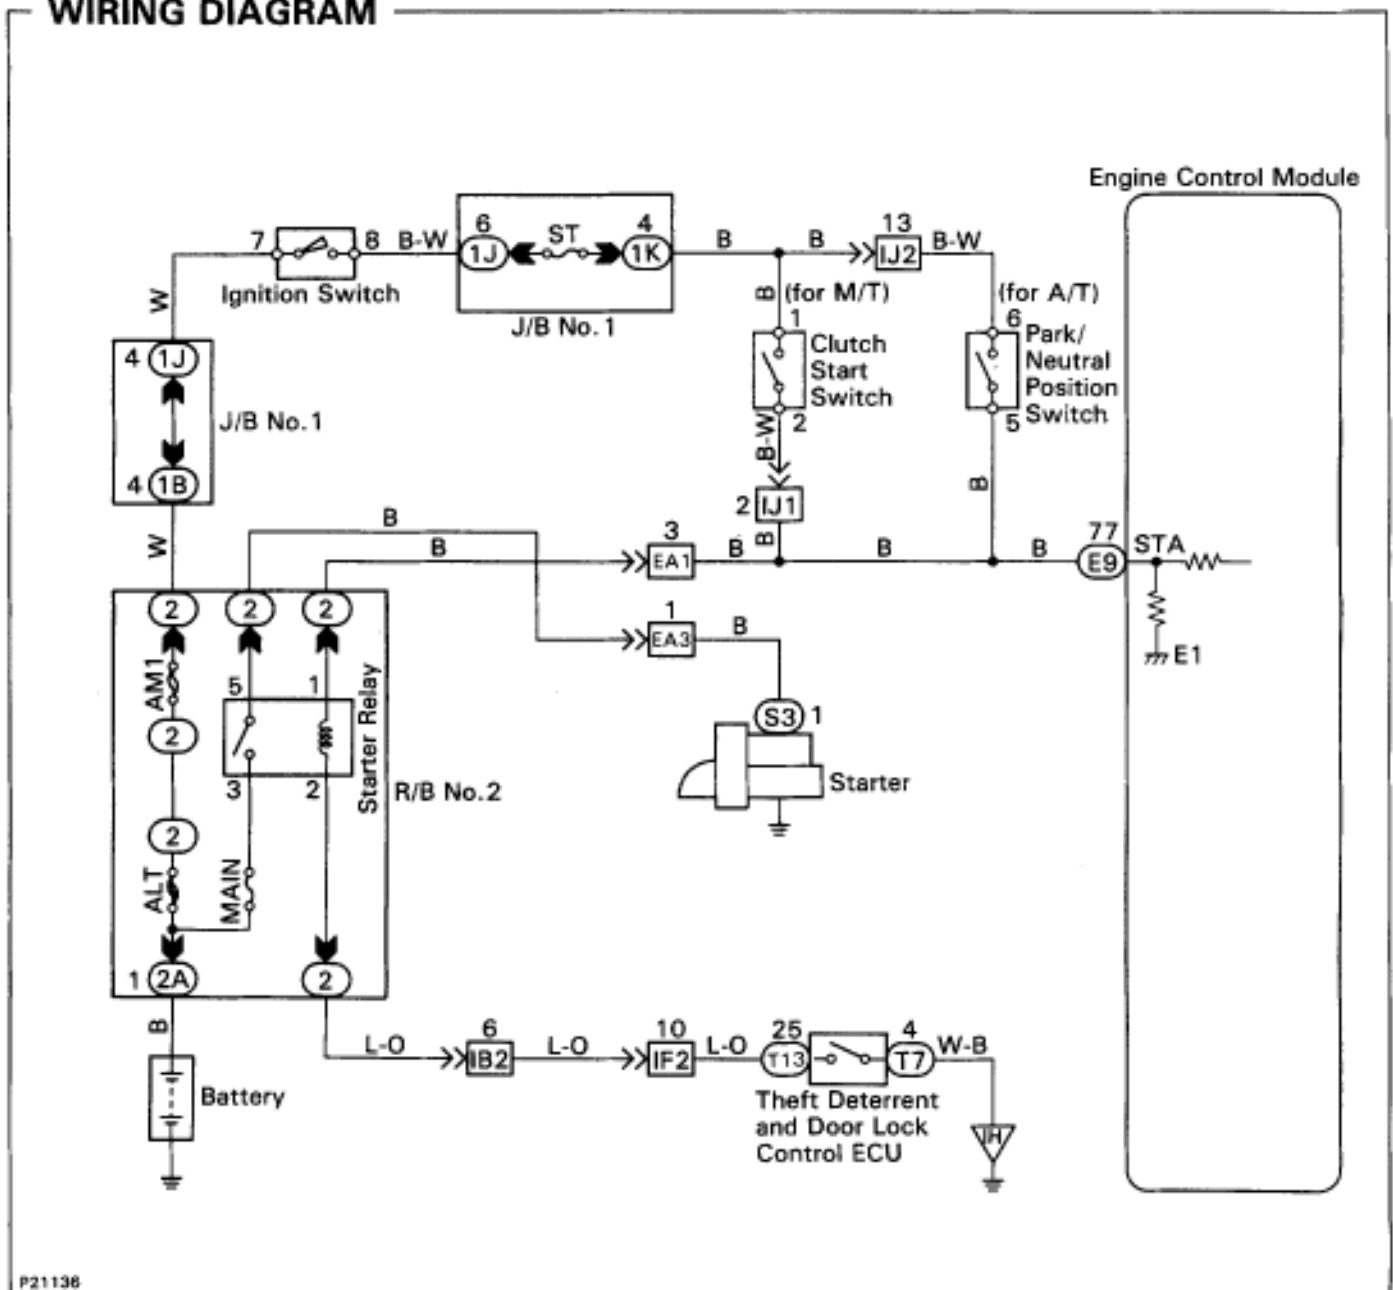 WIRING DIAGRAM
Engine Control Module
7
8
B-W
6
1J
ST
4
1K
B
B
13
IJ2
B-W
Ignition Switch
J/B No.1
W
B
(for M/T)
(for A/T)
1
Clutch
Start
Switch
2
6
Park/
Neutral
Position
Switch
5
4
1J
J/B No.1
4
1B
B-W
2
IJ1
B
B
W
B
B
3
EA1
B
B
B
77
E9
STA
E1
1
EA3
B
2
2
2
AM1
5
1
Starter Relay
2
3
2
R/B No.2
S3
1
Starter
2
ALT
MAIN
1
2A
2
B
Battery
L-O
6
IB2
L-O
10
IF2
L-O
25
T13
4
T7
W-B
Theft Deterrent
and Door Lock
Control ECU
IH
P21136